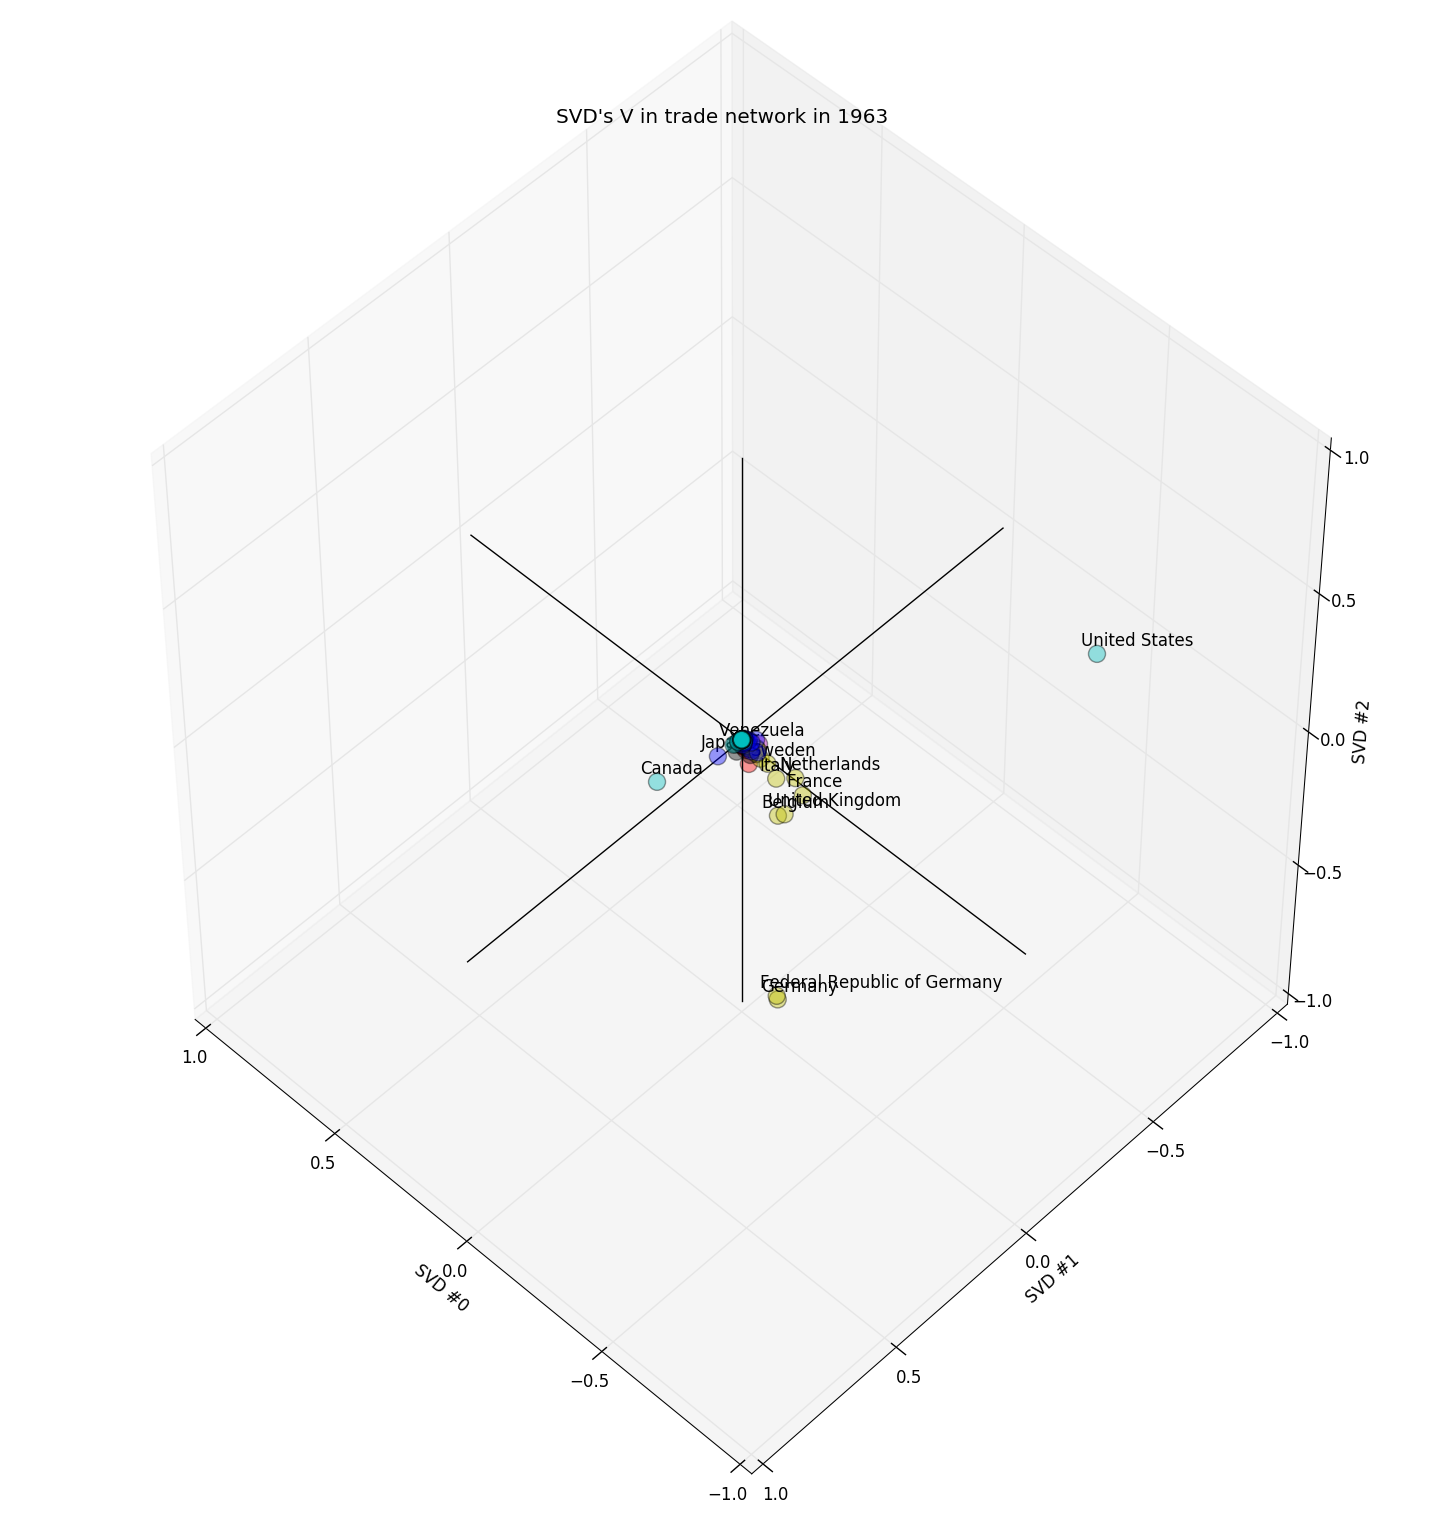 SVD's V in trade network in 1963
1.0
United States
0.5
SVD #2
Venezuela
0.0
Japan
Sweden
Italy
Netherlands
Canada
France
United Kingdom
Belgium
−0.5
Federal Republic of Germany
Germany
−1.0
1.0
−1.0
0.5
−0.5
0.0
SVD #0
0.0
SVD #1
−0.5
0.5
−1.0
1.0